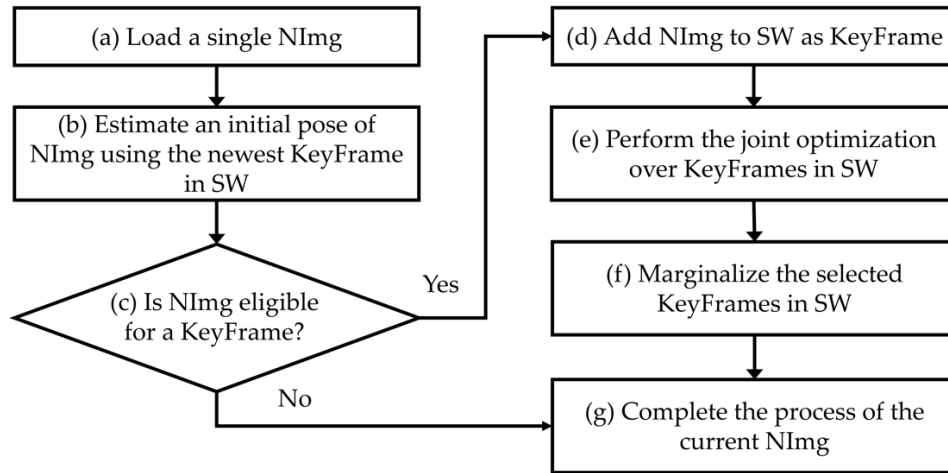 (a) Load a single NImg
(b) Estimate an initial pose of
NImg using the newest KeyFrame
in SW
(c) Is NImg eligible
for a KeyFrame?
Yes
No
(d) Add NImg to SW as KeyFrame
(e) Perform the joint optimization
over KeyFrames in SW
(f) Marginalize the selected
KeyFrames in SW
(g) Complete the process of the
current NImg